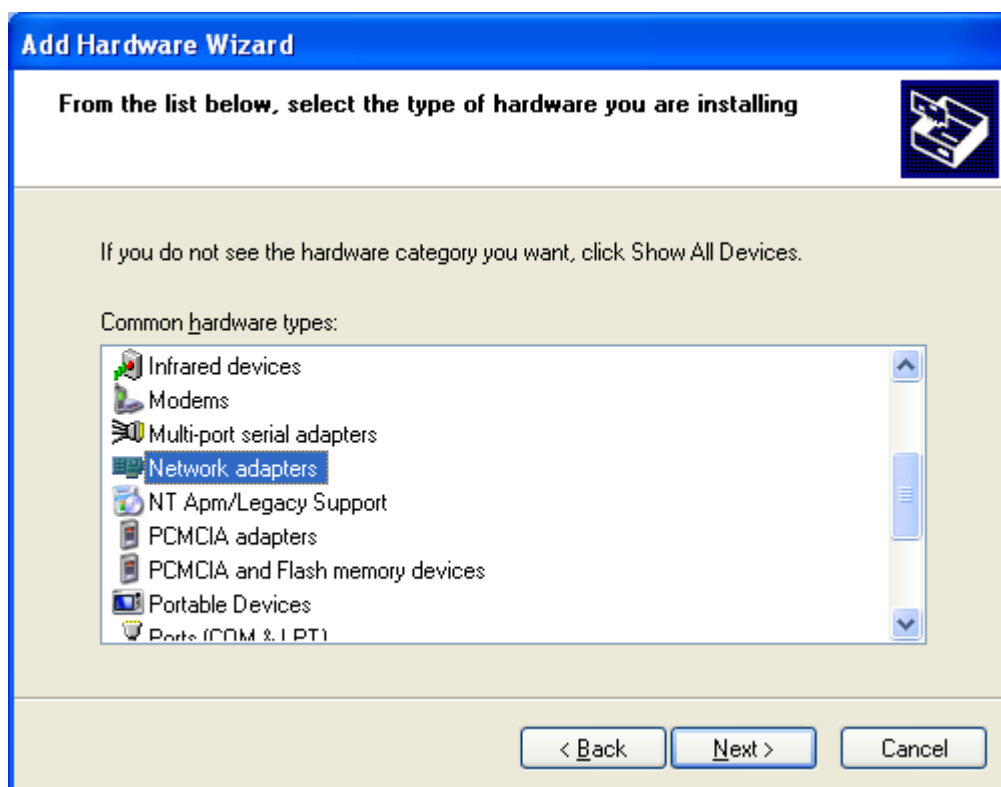 Add Hardware Wizard
From the list below, select the type of hardware you are installing
If you do not see the hardware category you want, click Show All Devices.
Common hardware types:
Infrared devices
Modems
Multi-port serial adapters
Network adapters
NT Apm/Legacy Support
PCMCIA adapters
PCMCIA and Flash memory devices
Portable Devices
Ports (COM & LPT)
< Back Next > Cancel